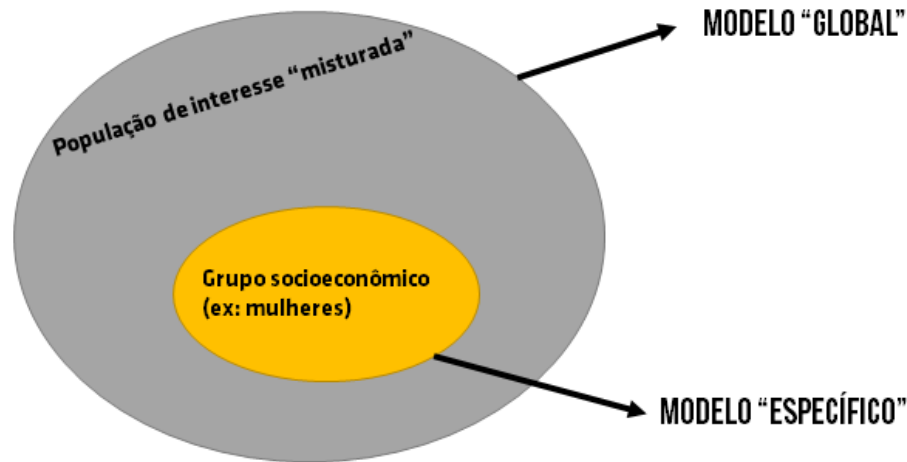 MODELO “GLOBAL”
População de interesse “misturada”
Grupo socioeconômico
(ex: mulheres)
MODELO “ESPECÍFICO”